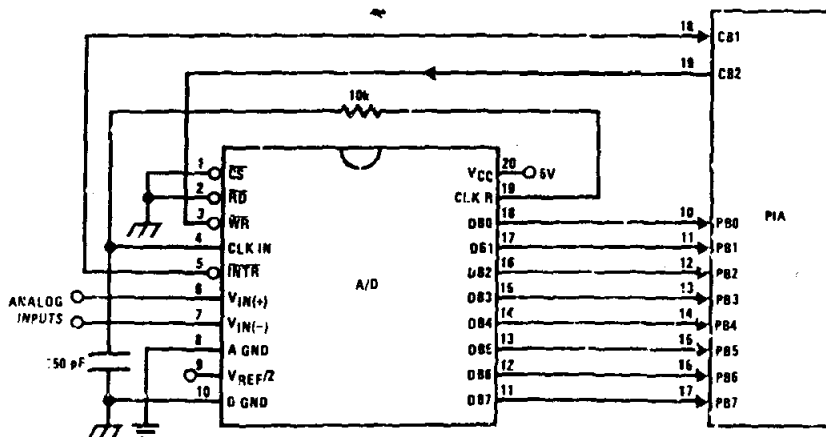 18 CB1
19 CB2
10k
1 CS
2 RD
3 WR
4 CLK IN
5 INTR
6 VIN(+)
7 VIN(−)
8 A GND
9 VREF/2
10 D GND
ANALOG
INPUTS
50 pF
A/D
VCC 20 5V
CLK R 19
DB0 18
DB1 17
DB2 16
DB3 15
DB4 14
DB5 13
DB6 12
DB7 11
10 PB0
11 PB1
12 PB2
13 PB3
14 PB4
15 PB5
16 PB6
17 PB7
PIA